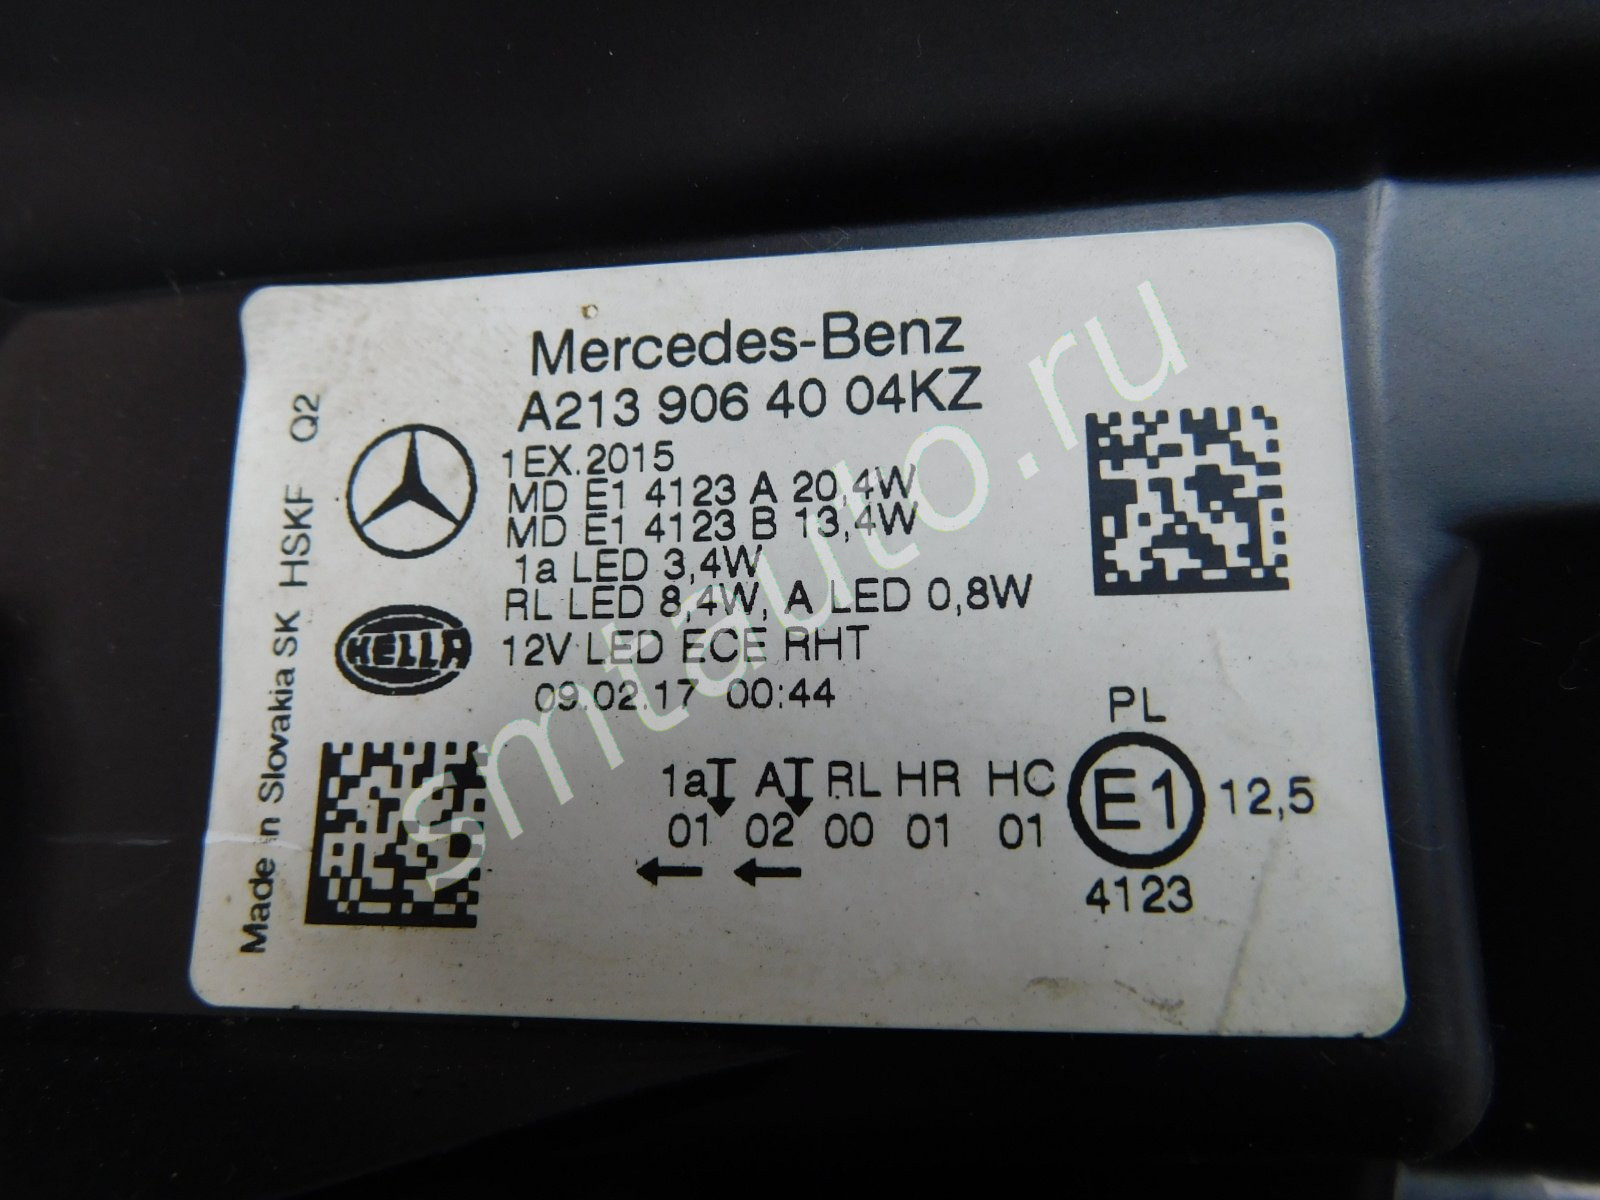 Mercedes-Benz
A213 906 40 04KZ
1EX.2015
MD E1 4123 A 20,4W
MD E1 4123 B 13,4W
1a LED 3,4W
RL LED 8,4W, A LED 0,8W
12V LED ECE RHT
09.02.17 00:44
HELLA
Made in Slovakia SK HSKF Q2
PL
1a A RL HR HC E1 12,5
01 02 00 01 01
4123
smtauto.ru